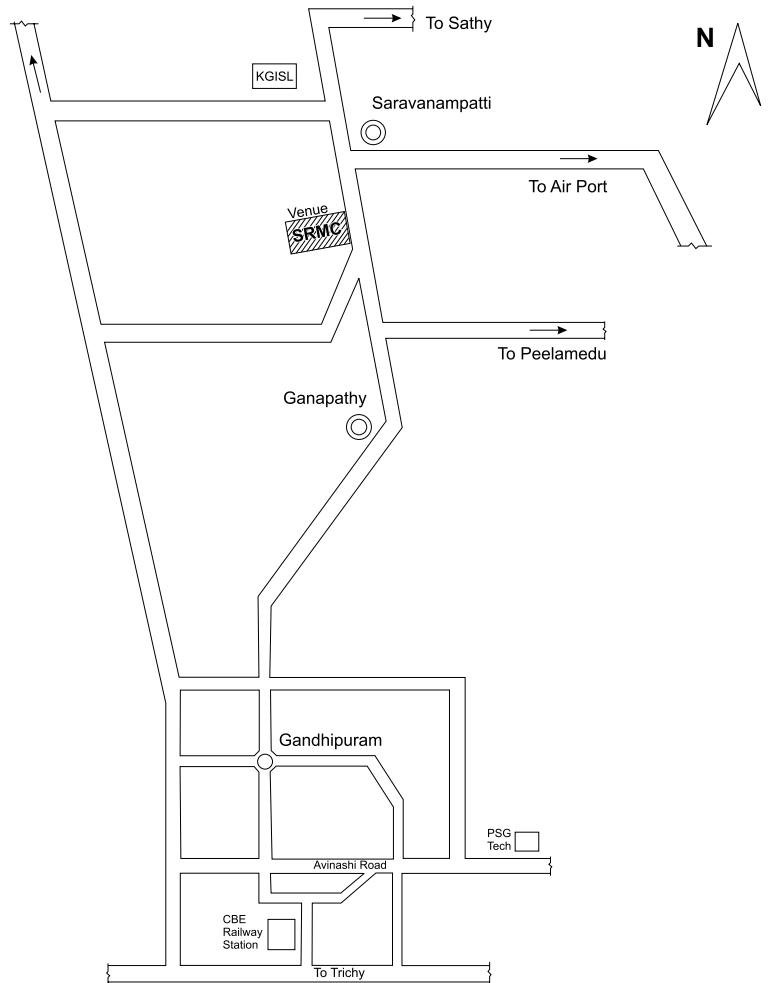 To Sathy
N
KGISL
Saravanampatti
To Air Port
Venue
SRMC
To Peelamedu
Ganapathy
Gandhipuram
PSG
Tech
Avinashi Road
CBE
Railway
Station
To Trichy